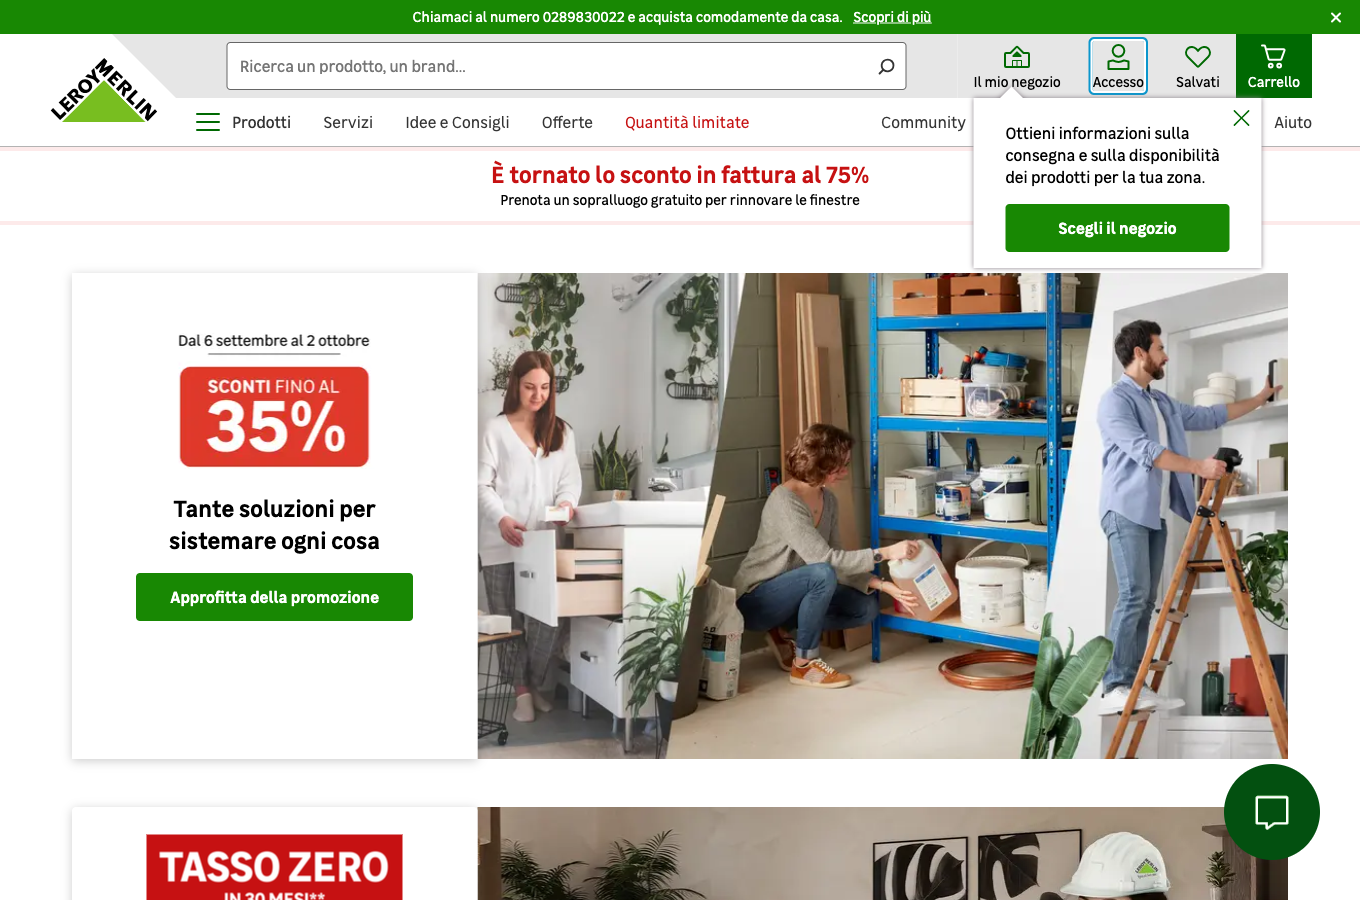 Chiamaci al numero 0289830022 e acquista comodamente da casa. Scopri di più
LEROY MERLIN
Ricerca un prodotto, un brand...
Il mio negozio
Accesso
Salvati
Carrello
Prodotti
Servizi
Idee e Consigli
Offerte
Quantità limitate
Community
Aiuto
Ottieni informazioni sulla
consegna e sulla disponibilità
dei prodotti per la tua zona.
Scegli il negozio
È tornato lo sconto in fattura al 75%
Prenota un sopralluogo gratuito per rinnovare le finestre
Dal 6 settembre al 2 ottobre
SCONTI FINO AL
35%
Tante soluzioni per
sistemare ogni cosa
Approfitta della promozione
TASSO ZERO
IN 30 MESI**
LEROY MERLIN